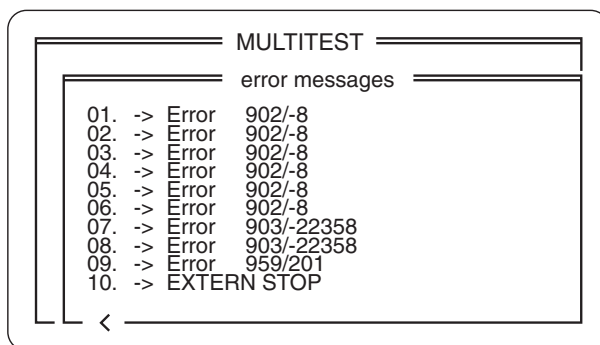 MULTITEST
error messages
01. -> Error 902/-8
02. -> Error 902/-8
03. -> Error 902/-8
04. -> Error 902/-8
05. -> Error 902/-8
06. -> Error 902/-8
07. -> Error 903/-22358
08. -> Error 903/-22358
09. -> Error 959/201
10. -> EXTERN STOP
<